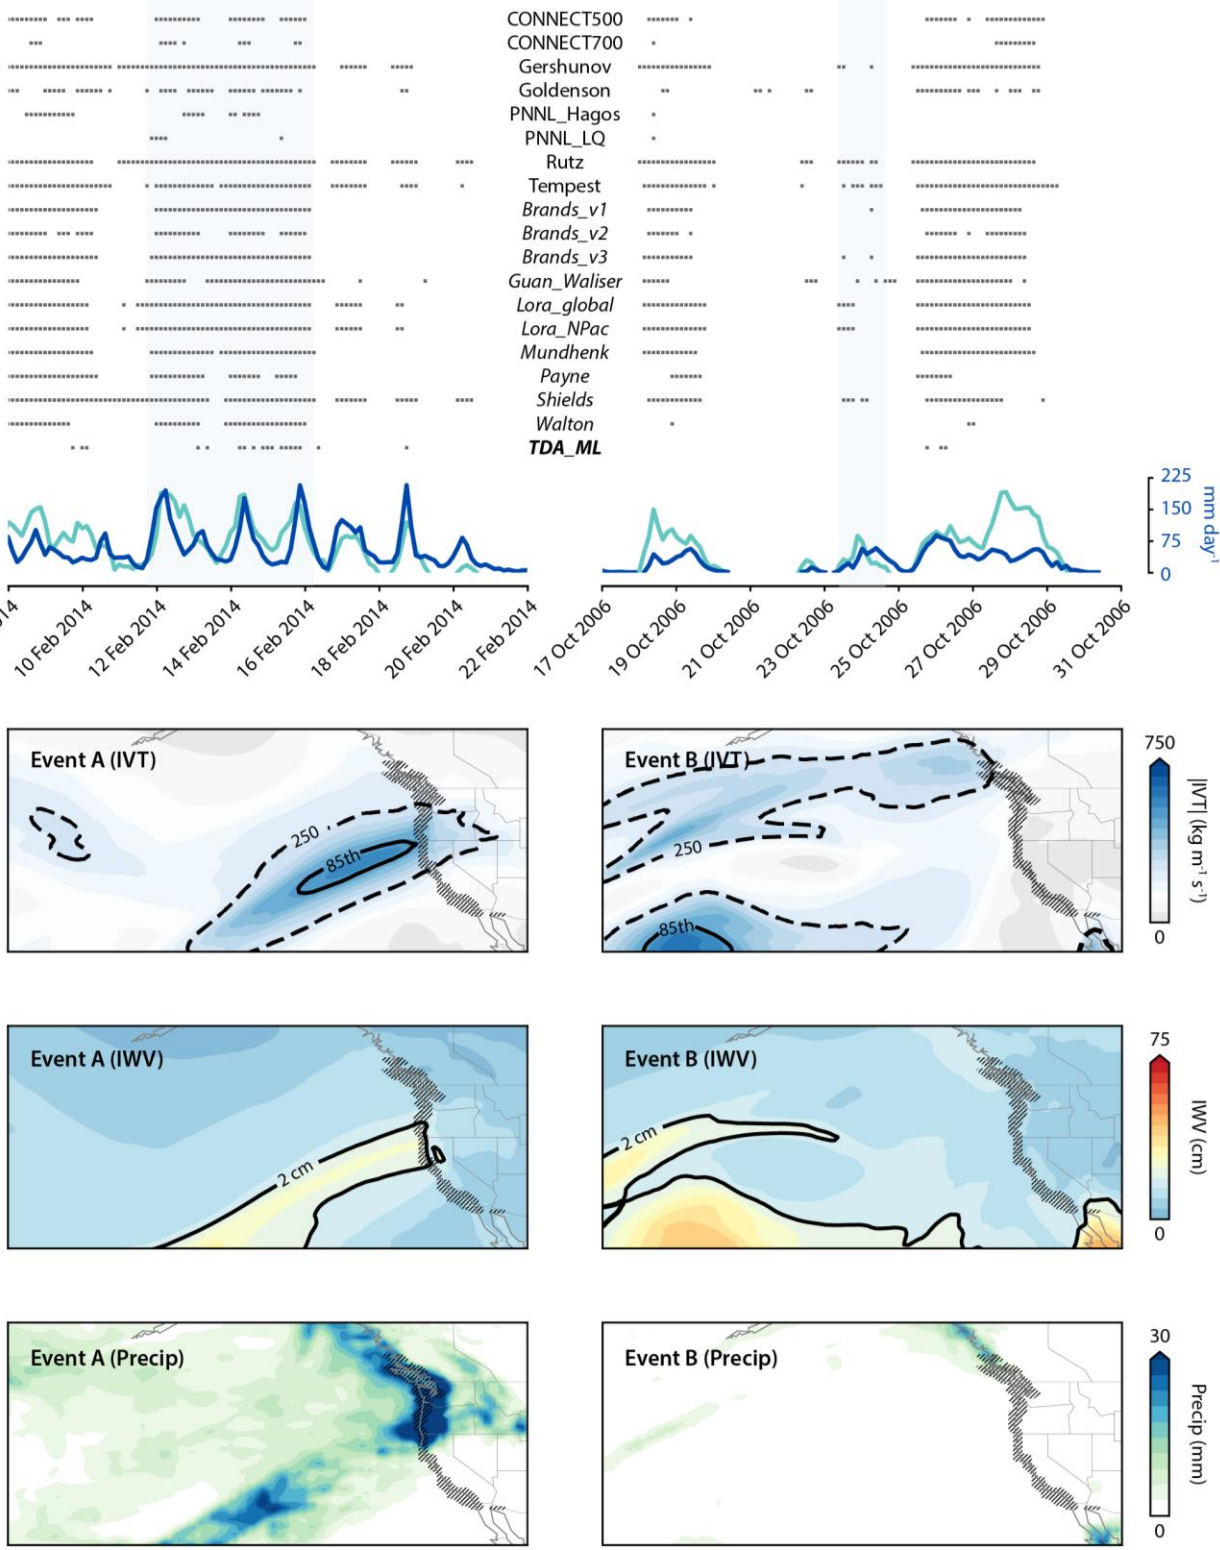 CONNECT500
CONNECT700
Gershunov
Goldenson
PNNL_Hagos
PNNL_LQ
Rutz
Tempest
Brands_v1
Brands_v2
Brands_v3
Guan_Waliser
Lora_global
Lora_NPac
Mundhenk
Payne
Shields
Walton
TDA_ML
225
150
75
0
mm day⁻¹
10 Feb 2014
12 Feb 2014
14 Feb 2014
16 Feb 2014
18 Feb 2014
20 Feb 2014
22 Feb 2014
17 Oct 2006
19 Oct 2006
21 Oct 2006
23 Oct 2006
25 Oct 2006
27 Oct 2006
29 Oct 2006
31 Oct 2006
Event A (IVT)
250
85th
Event B (IVT)
250
85th
750
0
|IVT| (kg m⁻¹ s⁻¹)
Event A (IWV)
2 cm
Event B (IWV)
2 cm
75
0
IWV (cm)
Event A (Precip)
Event B (Precip)
30
0
Precip (mm)